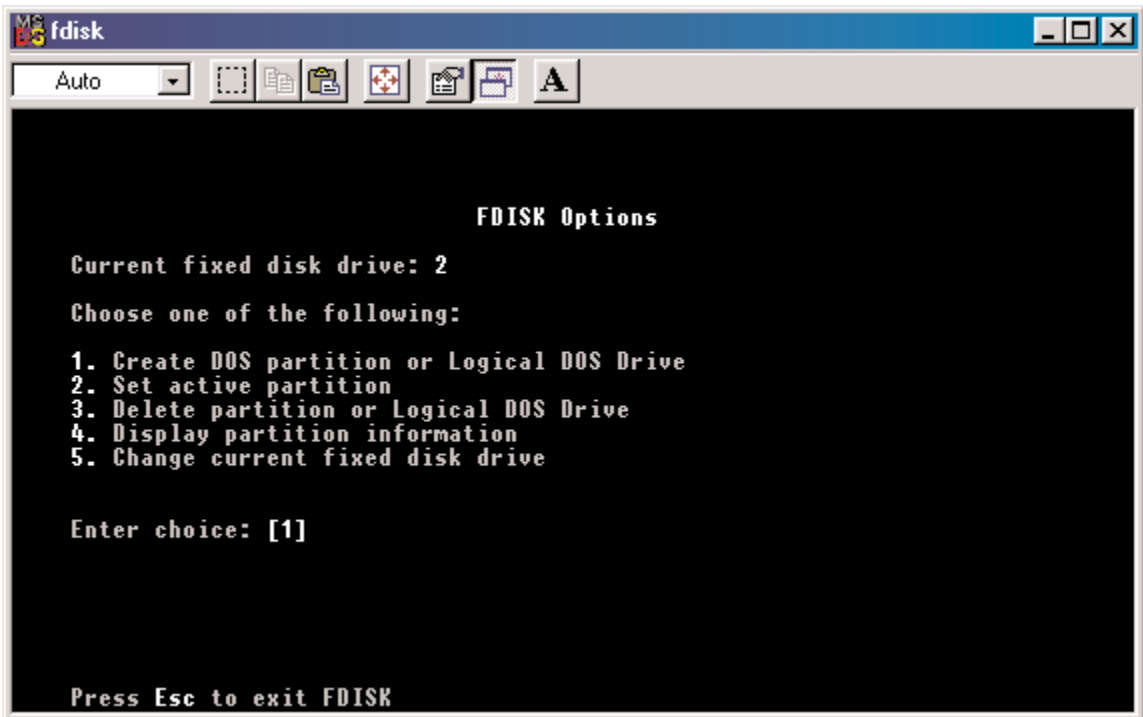 fdisk
Auto
A
FDISK Options
Current fixed disk drive: 2
Choose one of the following:
1. Create DOS partition or Logical DOS Drive
2. Set active partition
3. Delete partition or Logical DOS Drive
4. Display partition information
5. Change current fixed disk drive
Enter choice: [1]
Press Esc to exit FDISK